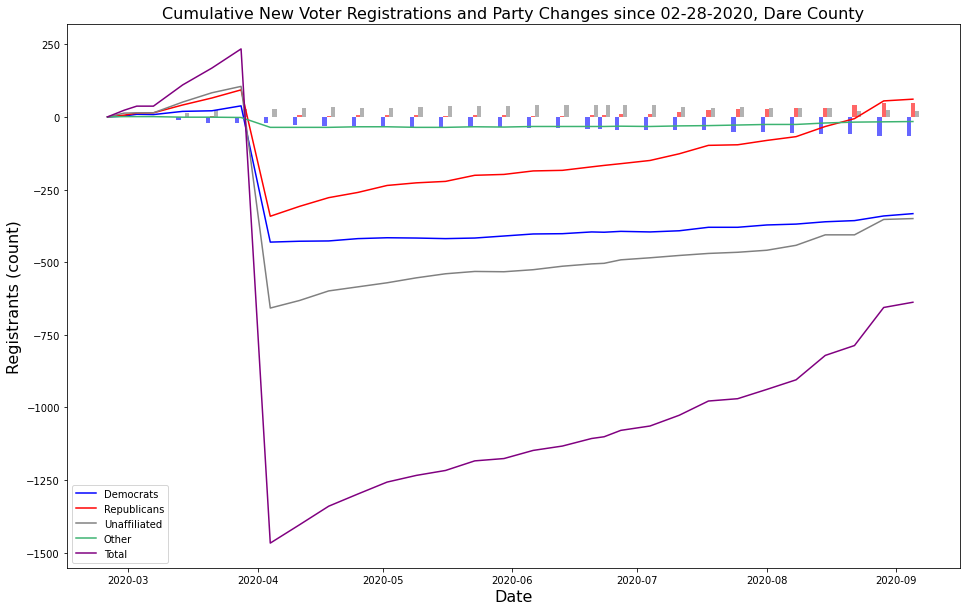 Cumulative New Voter Registrations and Party Changes since 02-28-2020, Dare County
Registrants (count)
250
0
−250
−500
−750
−1000
−1250
−1500
Democrats
Republicans
Unaffiliated
Other
Total
2020-03
2020-04
2020-05
2020-06
2020-07
2020-08
2020-09
Date